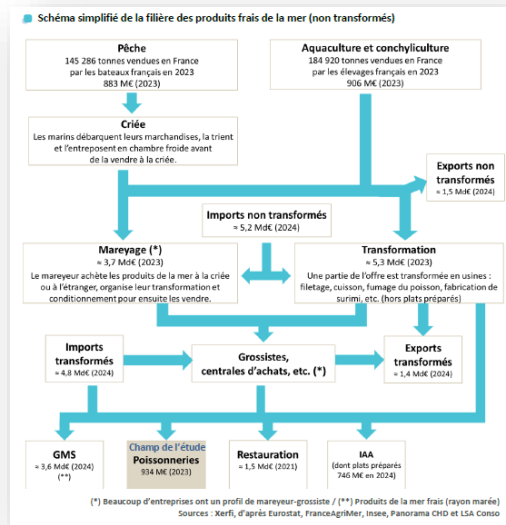 Schéma simplifié de la filière des produits frais de la mer (non transformés)
Pêche
145 286 tonnes vendues en France
par les bateaux français en 2023
883 M€ (2023)
Aquaculture et conchyliculture
184 920 tonnes vendues en France
par les élevages français en 2023
906 M€ (2023)
Criée
Les marins débarquent leurs marchandises, la trient
et l'entreposent en chambre froide avant
de la vendre à la criée.
Exports non
transformés
≈ 1,5 Md€ (2024)
Imports non transformés
≈ 5,2 Md€ (2024)
Mareyage (*)
≈ 3,7 Md€ (2023)
Le mareyeur achète les produits de la mer à la criée
ou à l'étranger, organise leur transformation et
conditionnement pour ensuite les vendre.
Transformation
≈ 5,3 Md€ (2023)
Une partie de l'offre est transformée en usines :
filetage, cuisson, fumage du poisson, fabrication de
surimi, etc. (hors plats préparés)
Imports
transformés
≈ 4,8 Md€ (2024)
Grossistes,
centrales d'achats, etc. (*)
Exports
transformés
≈ 1,4 Md€ (2024)
GMS
≈ 3,6 Md€ (2024)
(**)
Champ de l'étude
Poissonneries
934 M€ (2023)
Restauration
≈ 1,5 Md€ (2021)
IAA
(dont plats préparés
746 M€ en 2024)
(*) Beaucoup d'entreprises ont un profil de mareyeur-grossiste / (**) Produits de la mer frais (rayon marée)
Sources : Xerfi, d'après Eurostat, FranceAgriMer, Insee, Panorama CHD et LSA Conso